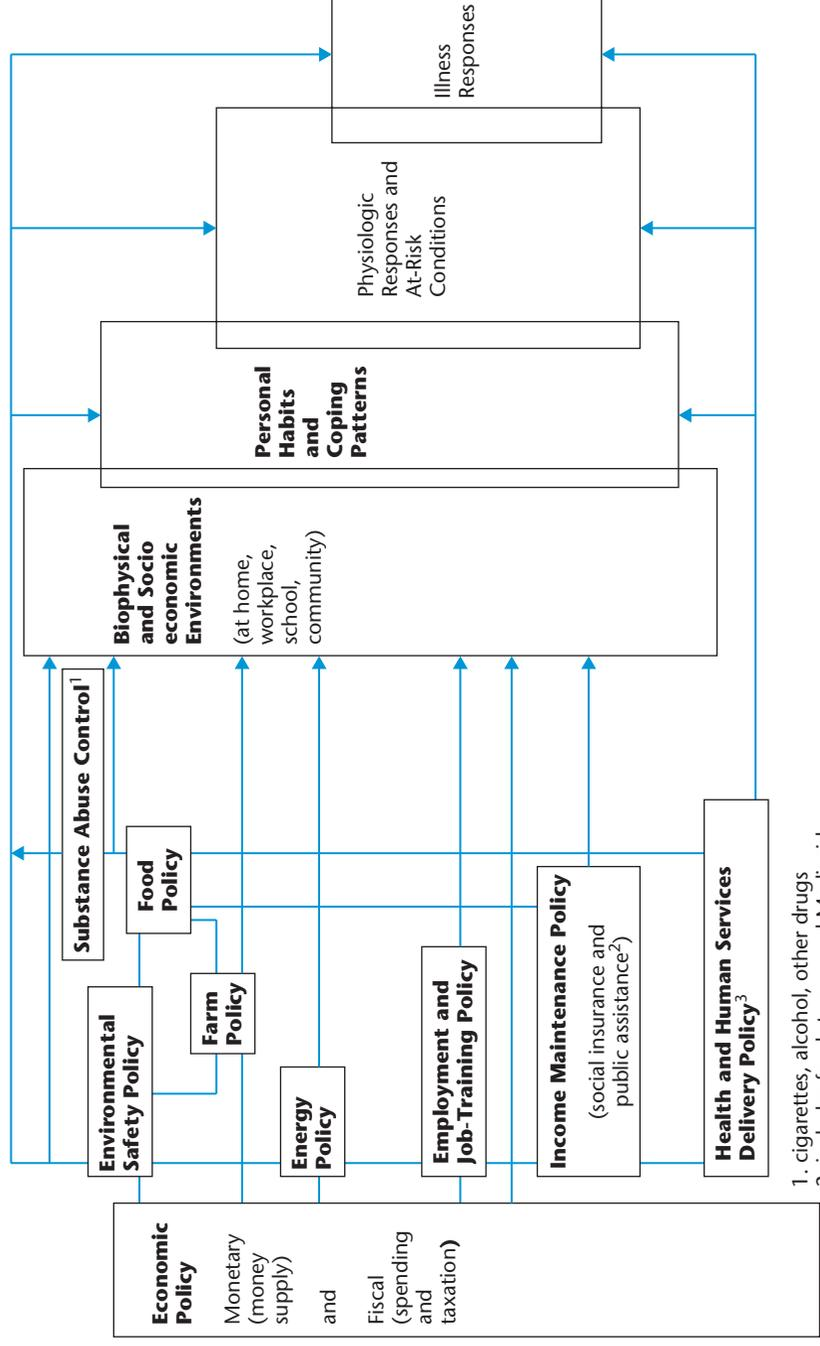 Economic
Policy
Monetary
(money
supply)
and
Fiscal
(spending
and
taxation)
Environmental
Safety Policy
Farm
Policy
Energy
Policy
Employment and
Job-Training Policy
Income Maintenance Policy
(social insurance and
public assistance2)
Health and Human Services
Delivery Policy3
Substance Abuse Control1
Food
Policy
Biophysical
and Socio
economic
Environments
(at home,
workplace,
school,
community)
Personal
Habits
and
Coping
Patterns
Physiologic
Responses and
At-Risk
Conditions
Illness
Responses
1. cigarettes, alcohol, other drugs